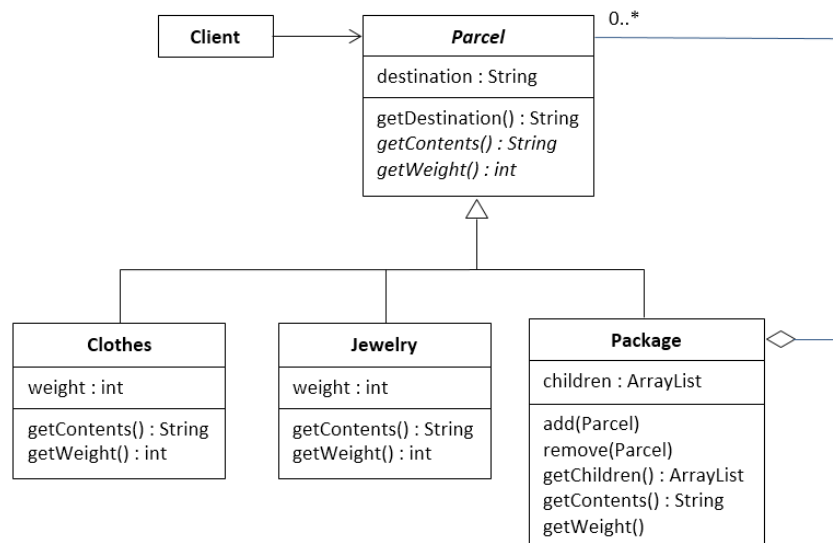 Client
Parcel
0..*
destination : String
getDestination() : String
getContents() : String
getWeight() : int
Clothes
weight : int
getContents() : String
getWeight() : int
Jewelry
weight : int
getContents() : String
getWeight() : int
Package
children : ArrayList
add(Parcel)
remove(Parcel)
getChildren() : ArrayList
getContents() : String
getWeight()